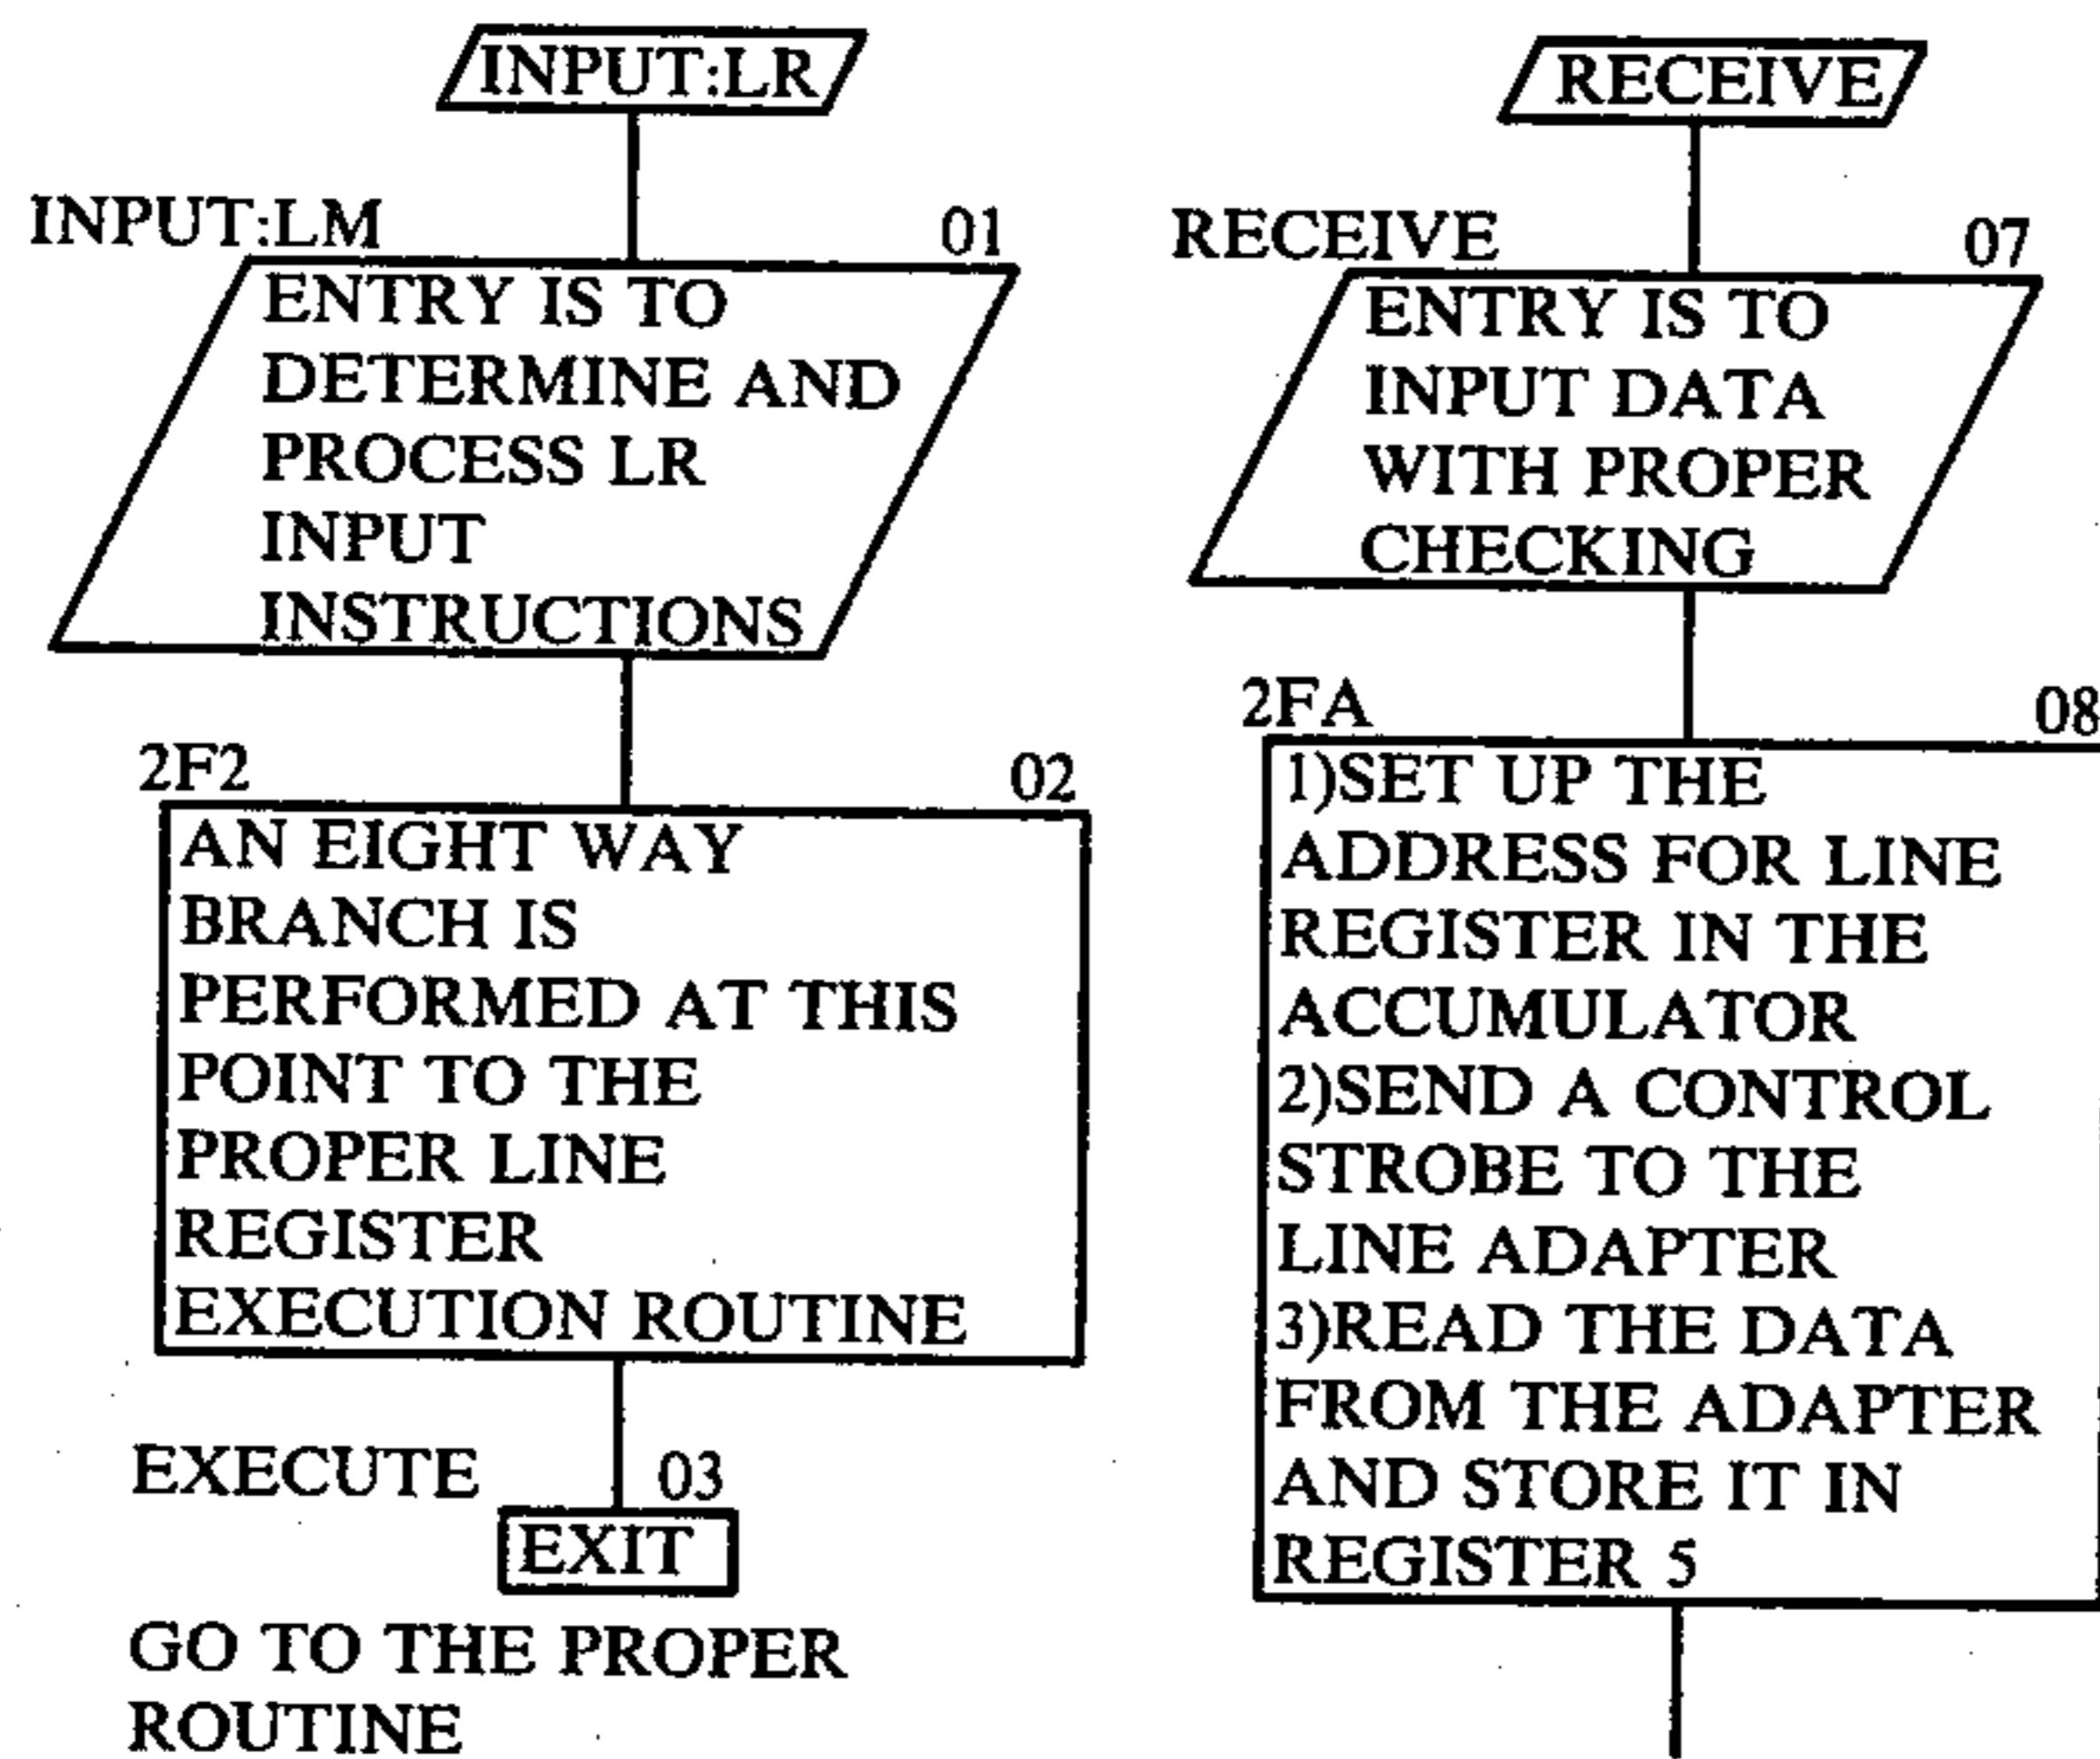 INPUT:LR
INPUT:LM
01
ENTRY IS TO
DETERMINE AND
PROCESS LR
INPUT
INSTRUCTIONS
2F2
02
AN EIGHT WAY
BRANCH IS
PERFORMED AT THIS
POINT TO THE
PROPER LINE
REGISTER
EXECUTION ROUTINE
EXECUTE
03
EXIT
GO TO THE PROPER
ROUTINE
RECEIVE
RECEIVE
07
ENTRY IS TO
INPUT DATA
WITH PROPER
CHECKING
2FA
08
1)SET UP THE
ADDRESS FOR LINE
REGISTER IN THE
ACCUMULATOR
2)SEND A CONTROL
STROBE TO THE
LINE ADAPTER
3)READ THE DATA
FROM THE ADAPTER
AND STORE IT IN
REGISTER 5